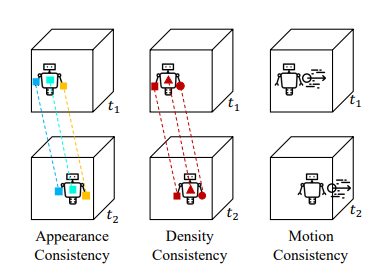 t1
t1
t1
t2
t2
t2
Appearance Consistency
Density Consistency
Motion Consistency